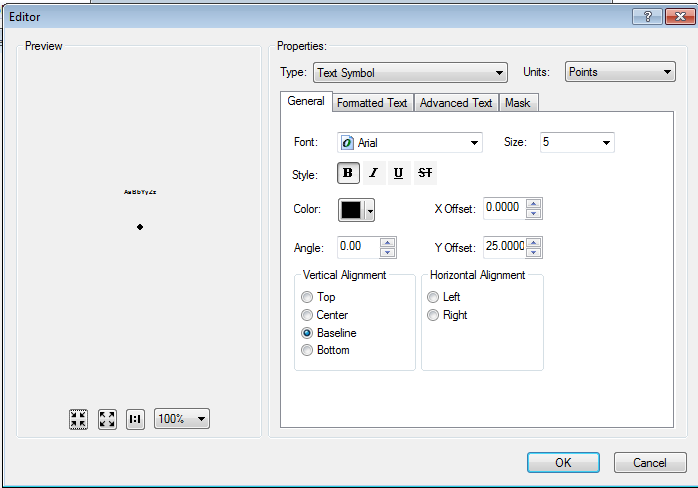 Editor
?
Preview
AaBbYyZz
1:1
100%
Properties:
Type: Text Symbol Units: Points
General Formatted Text Advanced Text Mask
Font: O Arial Size: 5
Style: B I U ST
Color: X Offset: 0.0000
Angle: 0.00 Y Offset: 25.0000
Vertical Alignment Horizontal Alignment
Top Left
Center Right
Baseline
Bottom
OK Cancel